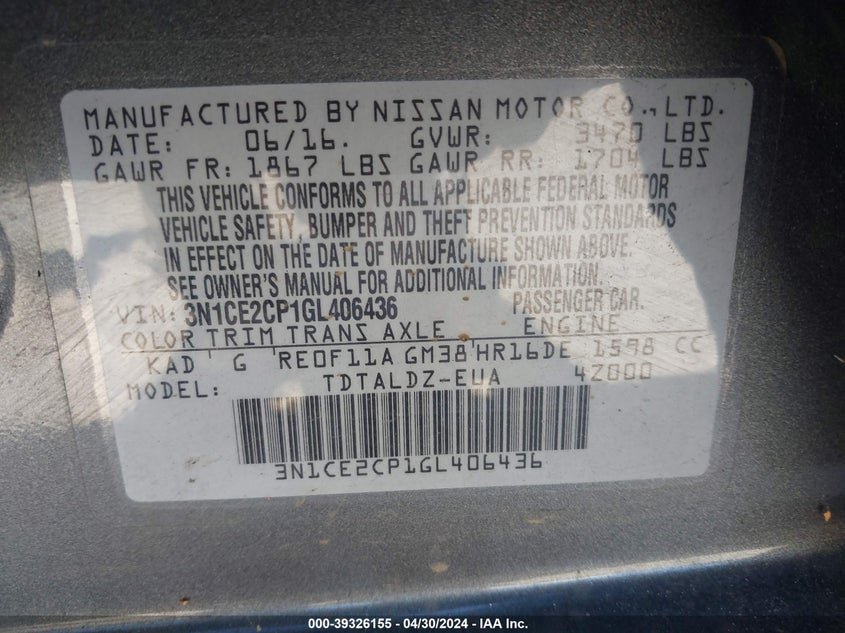 MANUFACTURED BY NISSAN MOTOR CO., LTD.
DATE: 06/16. GVWR: 3470 LBS
GAWR FR: 1867 LBS GAWR RR: 1704 LBS
THIS VEHICLE CONFORMS TO ALL APPLICABLE FEDERAL MOTOR
VEHICLE SAFETY, BUMPER AND THEFT PREVENTION STANDARDS
IN EFFECT ON THE DATE OF MANUFACTURE SHOWN ABOVE.
SEE OWNER'S MANUAL FOR ADDITIONAL INFORMATION.
VIN: 3N1CE2CP1GL406436 PASSENGER CAR.
COLOR TRIM TRANS AXLE ENGINE
KAD G RE0F11A GM38 HR16DE 1598 CC
MODEL: TDTALDZ-EUA 4Z000
3N1CE2CP1GL406436
000-39326155 - 04/30/2024 - IAA, Inc.